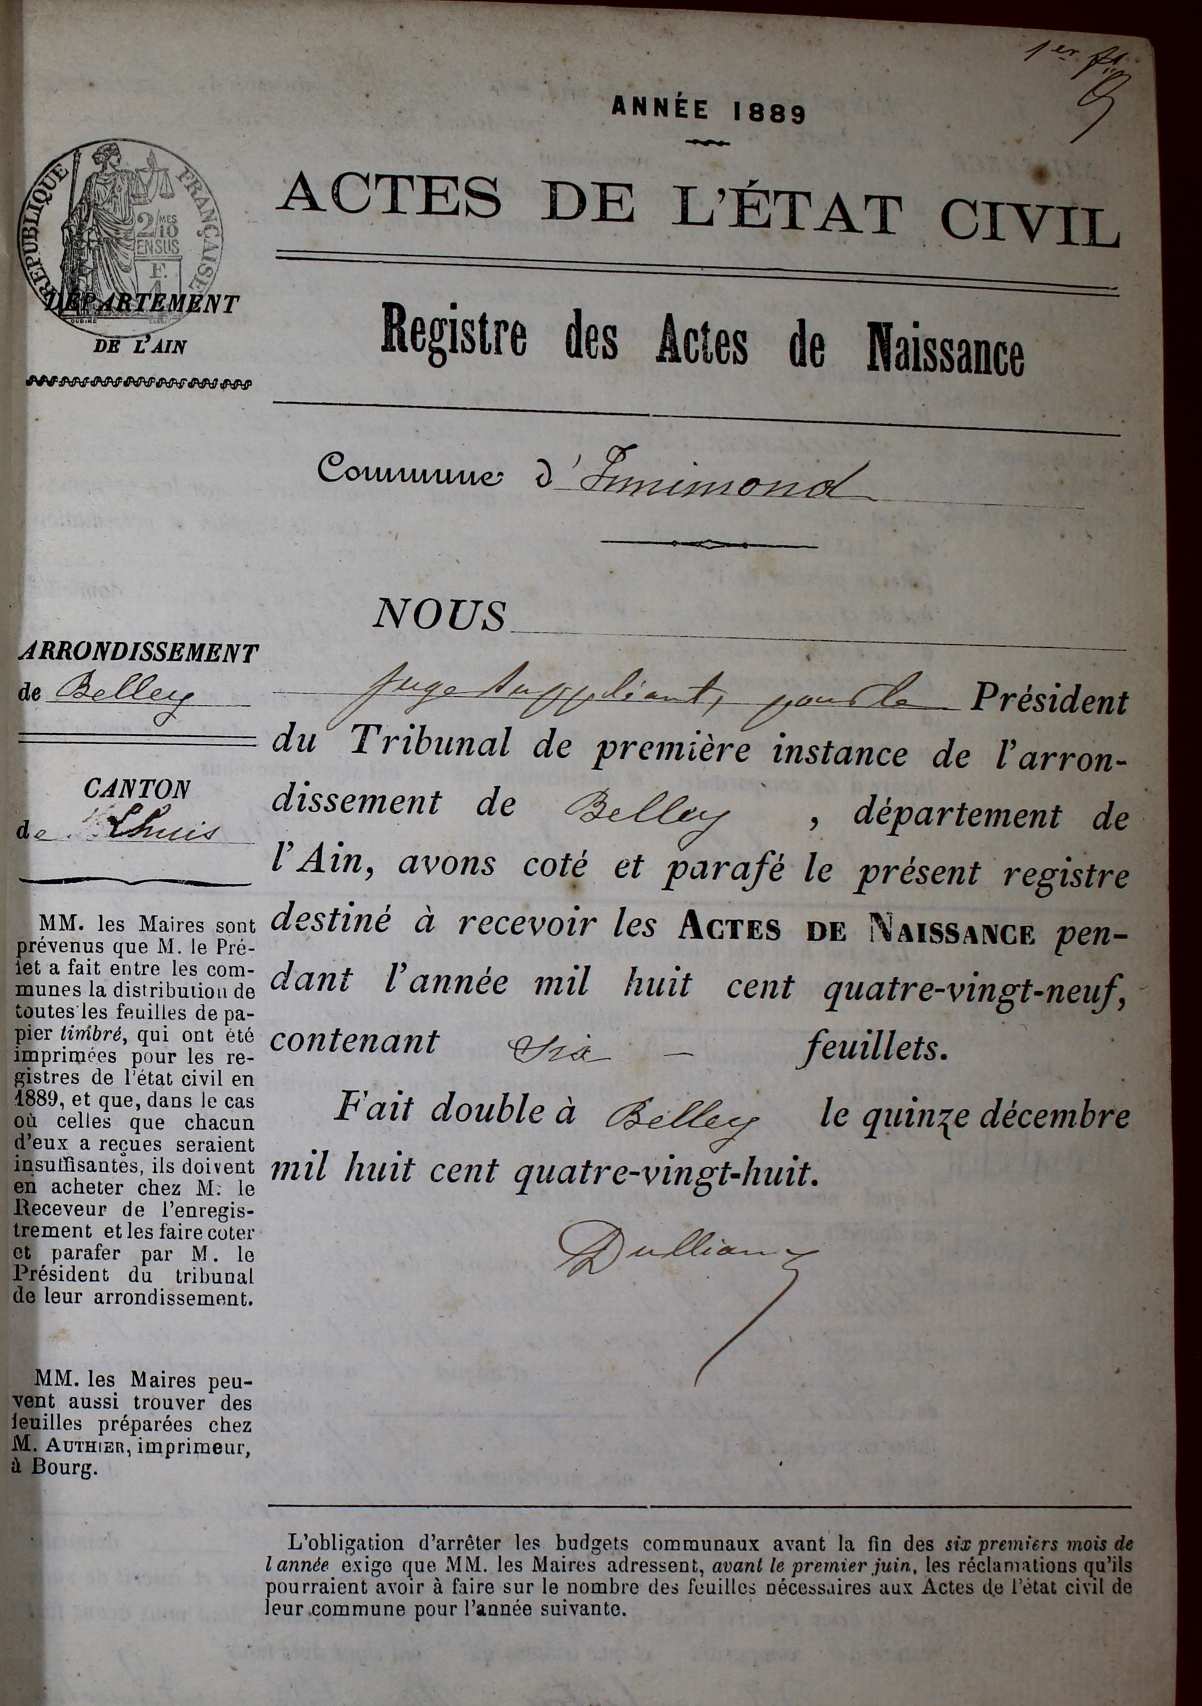 1er ft
ANNÉE 1889
ACTES DE L'ÉTAT CIVIL
RÉPUBLIQUE FRANÇAISE
2/10MES
EN SUS
F.
DÉPARTEMENT
DE L'AIN
Registre des Actes de Naissance
Commune d'Innimond
NOUS
ARRONDISSEMENT
de Belley
CANTON
de Lhuis
MM. les Maires sont
prévenus que M. le Pré-
fet a fait entre les com-
munes la distribution de
toutes les feuilles de pa-
pier timbré, qui ont été
imprimées pour les re-
gistres de l'état civil en
1889, et que, dans le cas
où celles que chacun
d'eux a reçues seraient
insuffisantes, ils doivent
en acheter chez M. le
Receveur de l'enregis-
trement et les faire coter
et parafer par M. le
Président du tribunal
de leur arrondissement.
MM. les Maires peu-
vent aussi trouver des
feuilles préparées chez
M. AUTHIER, imprimeur,
à Bourg.
Juge suppléant, pour le Président
du Tribunal de première instance de l'arron-
dissement de Belley, département de
l'Ain, avons coté et parafé le présent registre
destiné à recevoir les ACTES DE NAISSANCE pen-
dant l'année mil huit cent quatre-vingt-neuf,
contenant six – feuillets.
Fait double à Belley le quinze décembre
mil huit cent quatre-vingt-huit.
L'obligation d'arrêter les budgets communaux avant la fin des six premiers mois de
l'année exige que MM. les Maires adressent, avant le premier juin, les réclamations qu'ils
pourraient avoir à faire sur le nombre des feuilles nécessaires aux Actes de l'état civil de
leur commune pour l'année suivante.